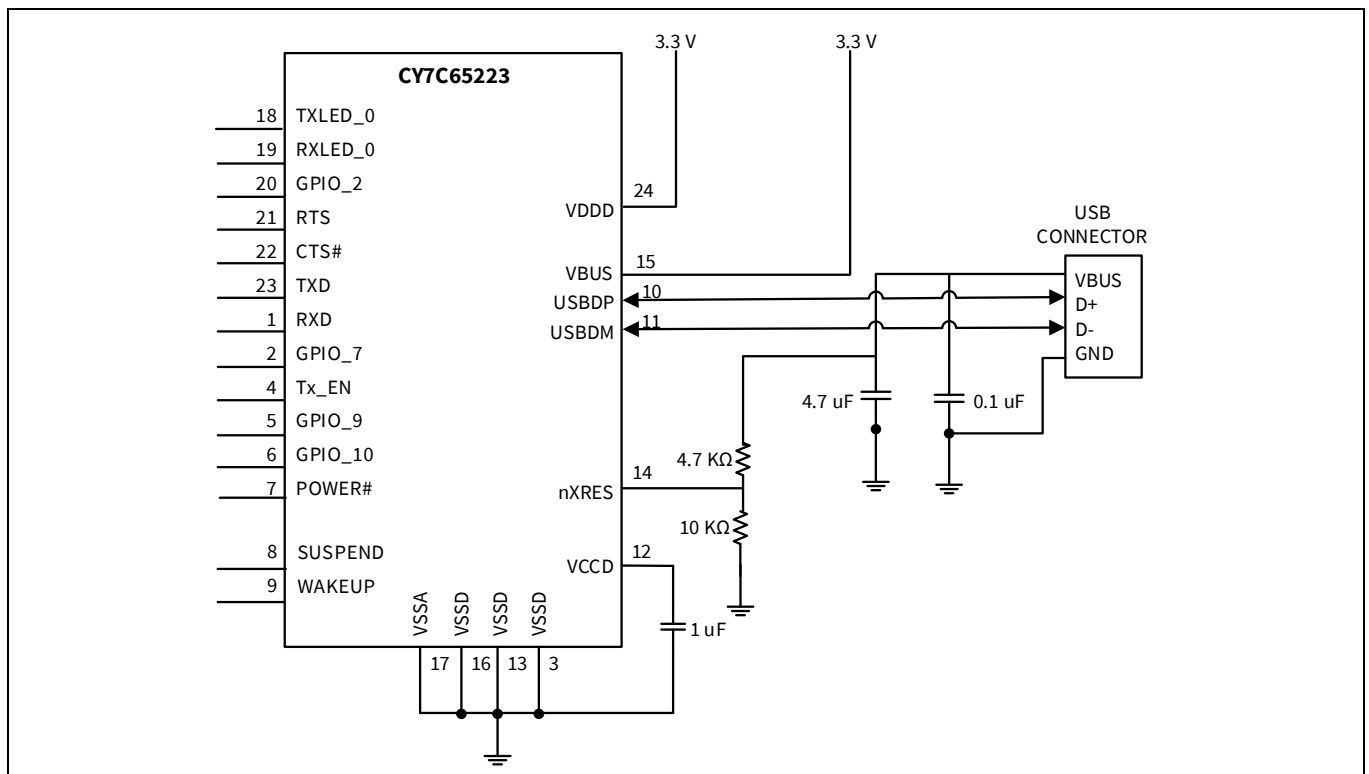 3.3 V
3.3 V
CY7C65223
18 TXLED_0
19 RXLED_0
20 GPIO_2
21 RTS
22 CTS#
23 TXD
1 RXD
2 GPIO_7
4 Tx_EN
5 GPIO_9
6 GPIO_10
7 POWER#
8 SUSPEND
9 WAKEUP
VDDD 24
VBUS 15
USBDP 10
USBDM 11
nXRES 14
VCCD 12
VSSA
VSSD
VSSD
VSSD
17 16 13 3
1 uF
4.7 KΩ
10 KΩ
4.7 uF
0.1 uF
USB
CONNECTOR
VBUS
D+
D-
GND